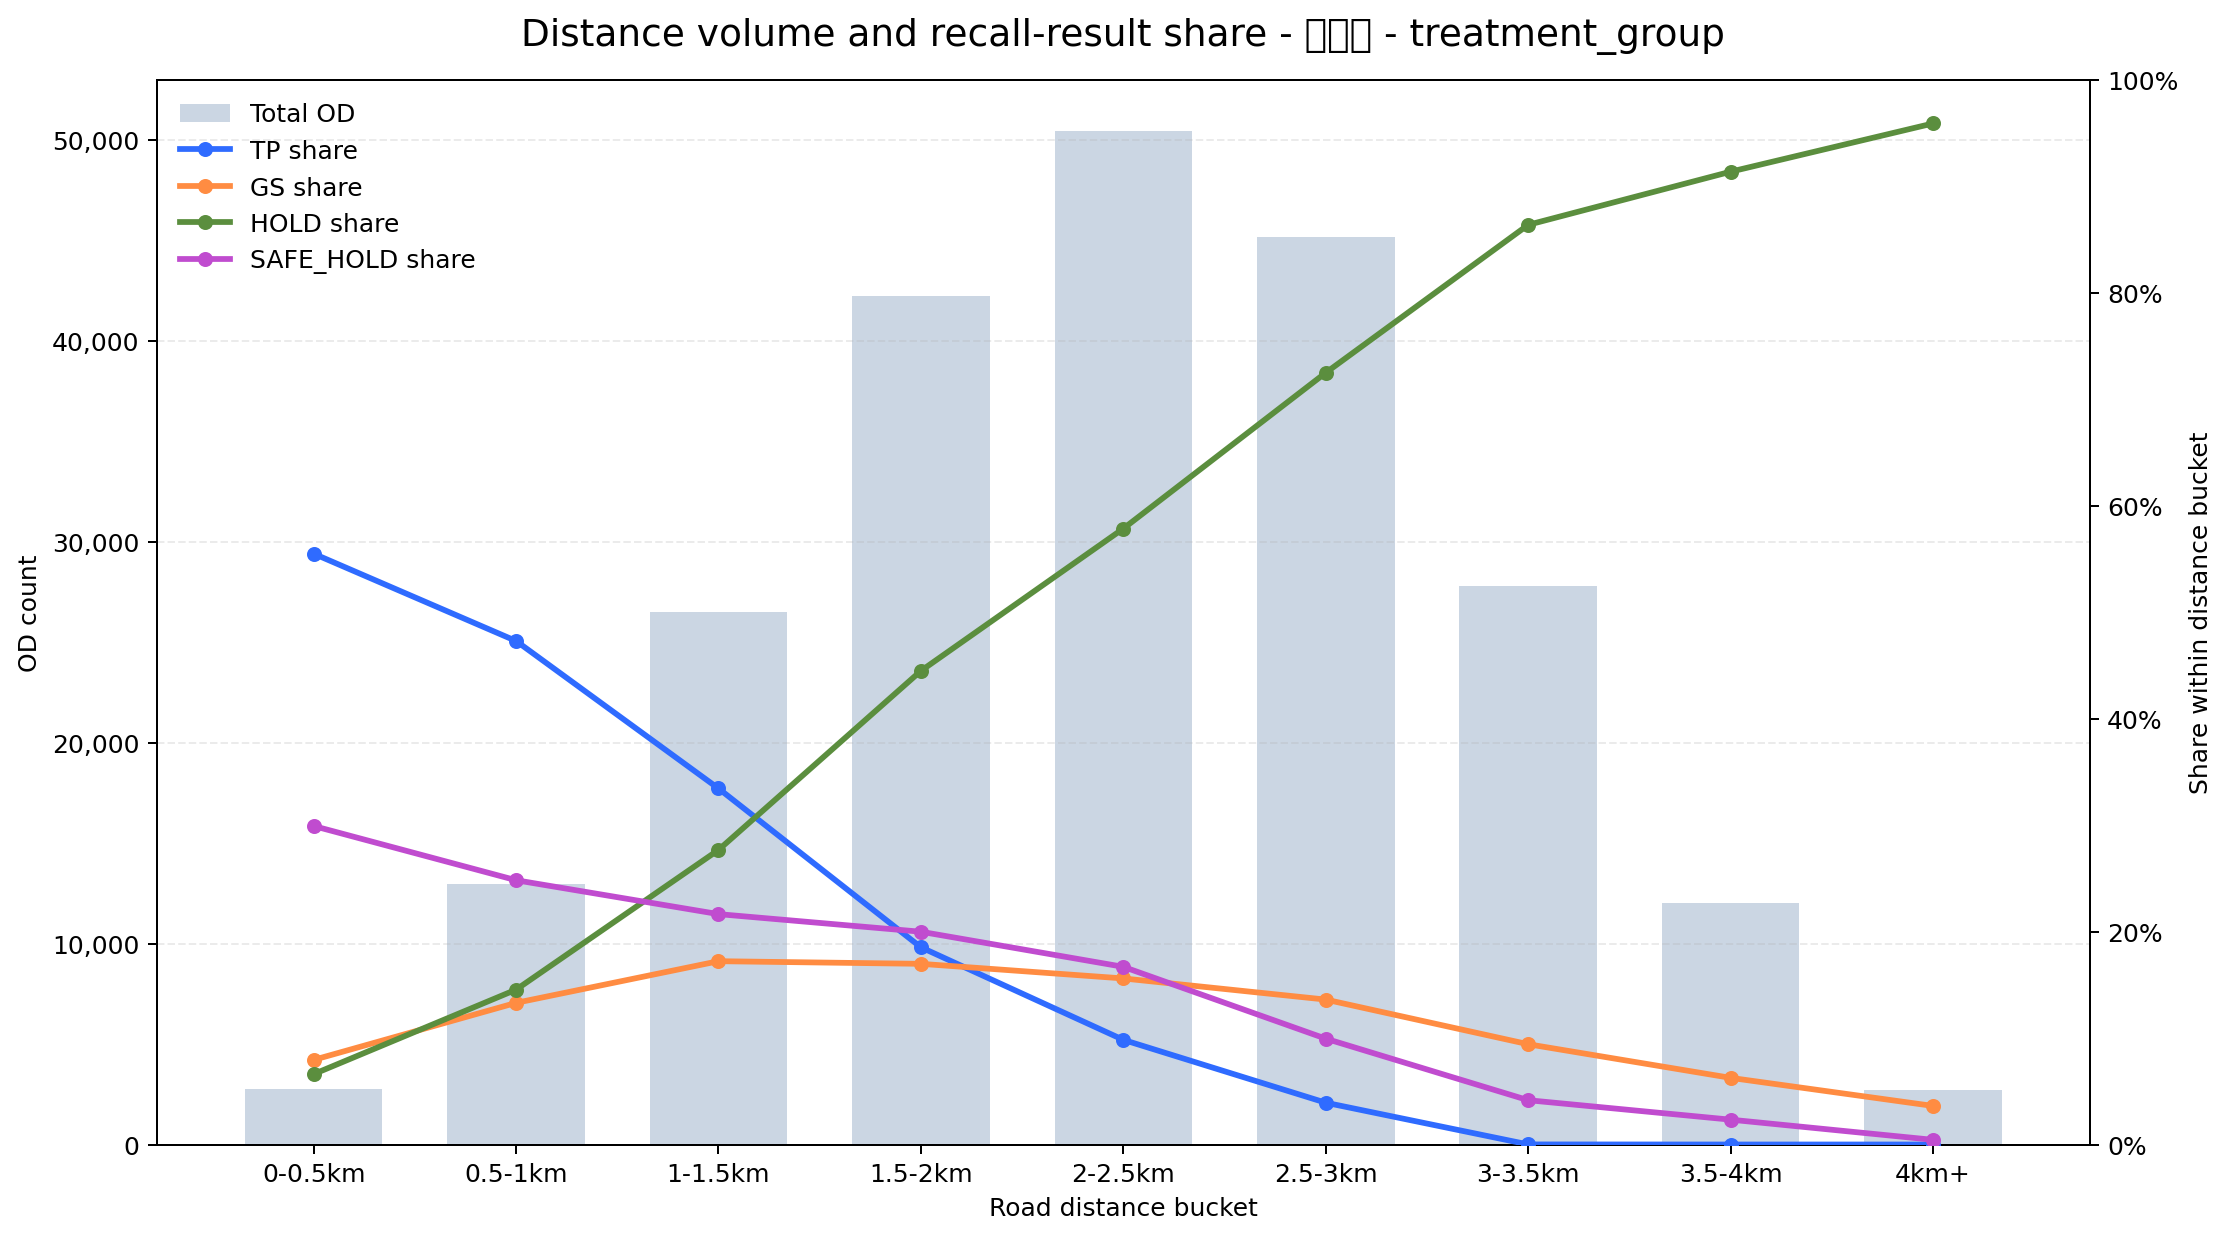 Distance volume and recall-result share - - treatment_group
Total OD
TP share
GS share
HOLD share
SAFE_HOLD share
OD count
50,000
40,000
30,000
20,000
10,000
0
100%
80%
60%
40%
20%
0%
Share within distance bucket
0-0.5km
0.5-1km
1-1.5km
1.5-2km
2-2.5km
2.5-3km
3-3.5km
3.5-4km
4km+
Road distance bucket